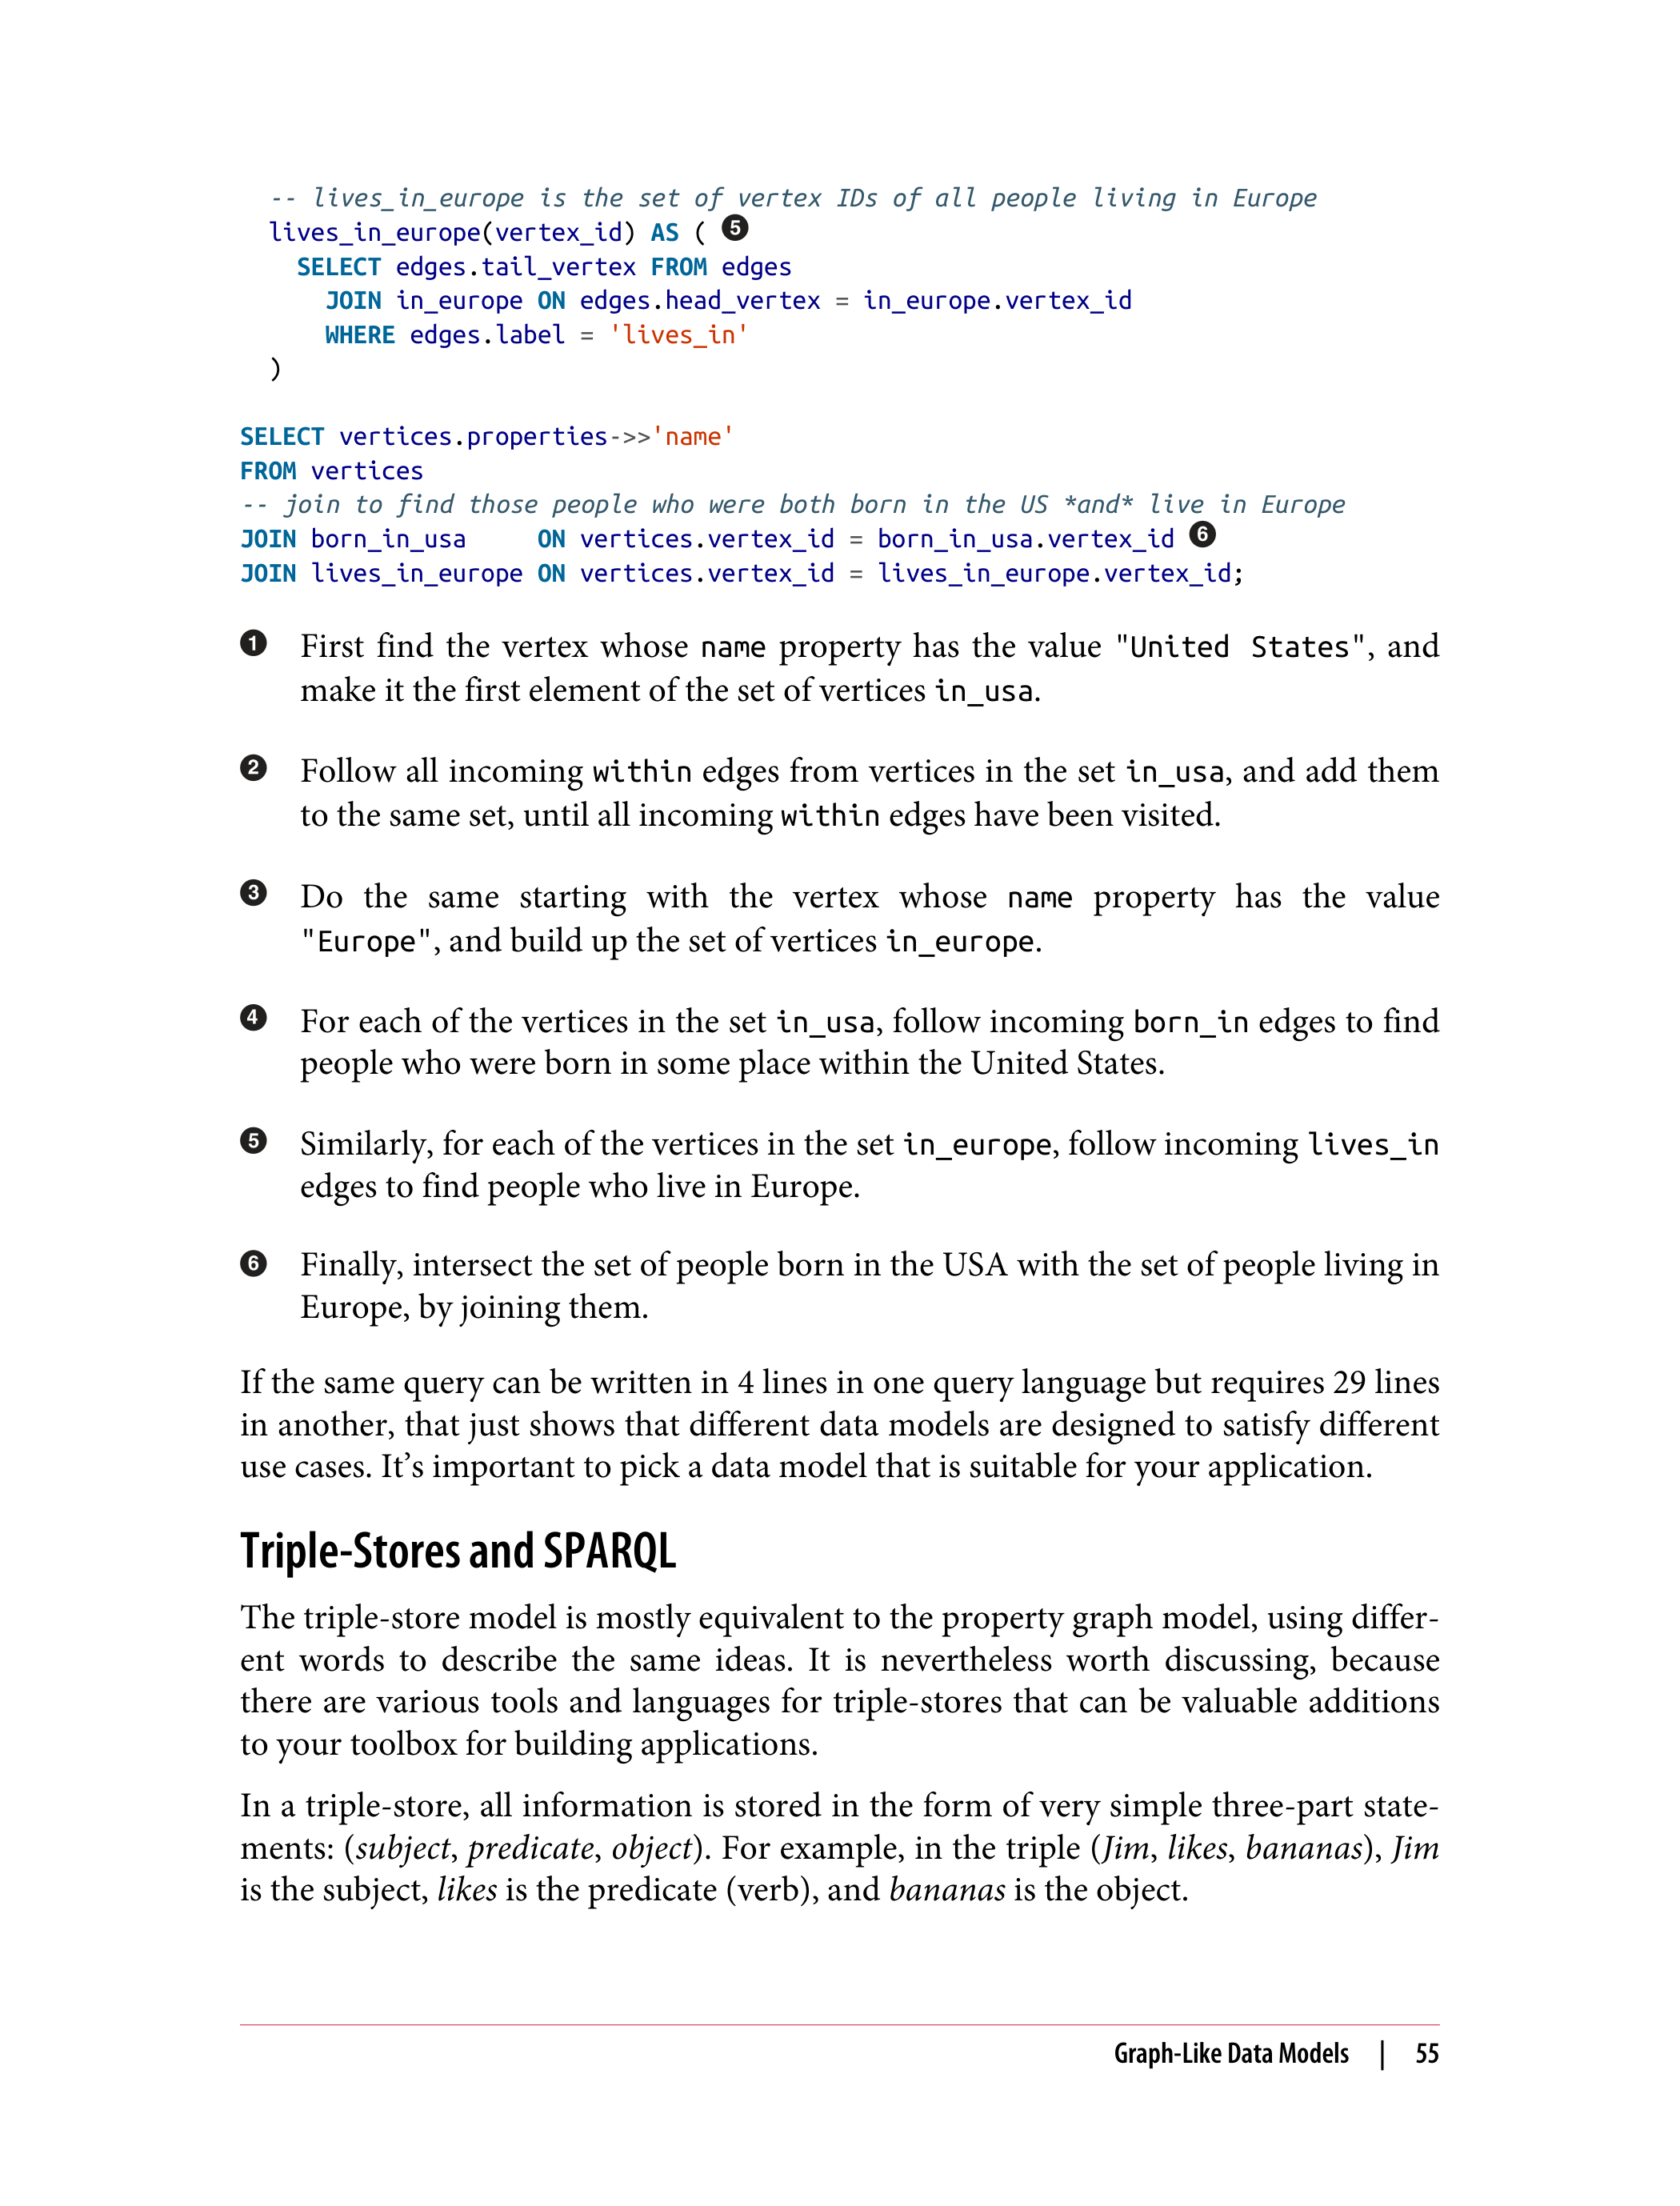 -- lives_in_europe is the set of vertex IDs of all people living in Europe
lives_in_europe(vertex_id) AS ( ❺
SELECT edges.tail_vertex FROM edges
JOIN in_europe ON edges.head_vertex = in_europe.vertex_id
WHERE edges.label = 'lives_in'
)
SELECT vertices.properties->>'name'
FROM vertices
-- join to find those people who were both born in the US *and* live in Europe
JOIN born_in_usa     ON vertices.vertex_id = born_in_usa.vertex_id ❻
JOIN lives_in_europe ON vertices.vertex_id = lives_in_europe.vertex_id;
❶ First find the vertex whose name property has the value "United States", and
make it the first element of the set of vertices in_usa.
❷ Follow all incoming within edges from vertices in the set in_usa, and add them
to the same set, until all incoming within edges have been visited.
❸ Do the same starting with the vertex whose name property has the value
"Europe", and build up the set of vertices in_europe.
❹ For each of the vertices in the set in_usa, follow incoming born_in edges to find
people who were born in some place within the United States.
❺ Similarly, for each of the vertices in the set in_europe, follow incoming lives_in
edges to find people who live in Europe.
❻ Finally, intersect the set of people born in the USA with the set of people living in
Europe, by joining them.
If the same query can be written in 4 lines in one query language but requires 29 lines
in another, that just shows that different data models are designed to satisfy different
use cases. It’s important to pick a data model that is suitable for your application.
Triple-Stores and SPARQL
The triple-store model is mostly equivalent to the property graph model, using differ-
ent words to describe the same ideas. It is nevertheless worth discussing, because
there are various tools and languages for triple-stores that can be valuable additions
to your toolbox for building applications.
In a triple-store, all information is stored in the form of very simple three-part state-
ments: (subject, predicate, object). For example, in the triple (Jim, likes, bananas), Jim
is the subject, likes is the predicate (verb), and bananas is the object.
Graph-Like Data Models | 55